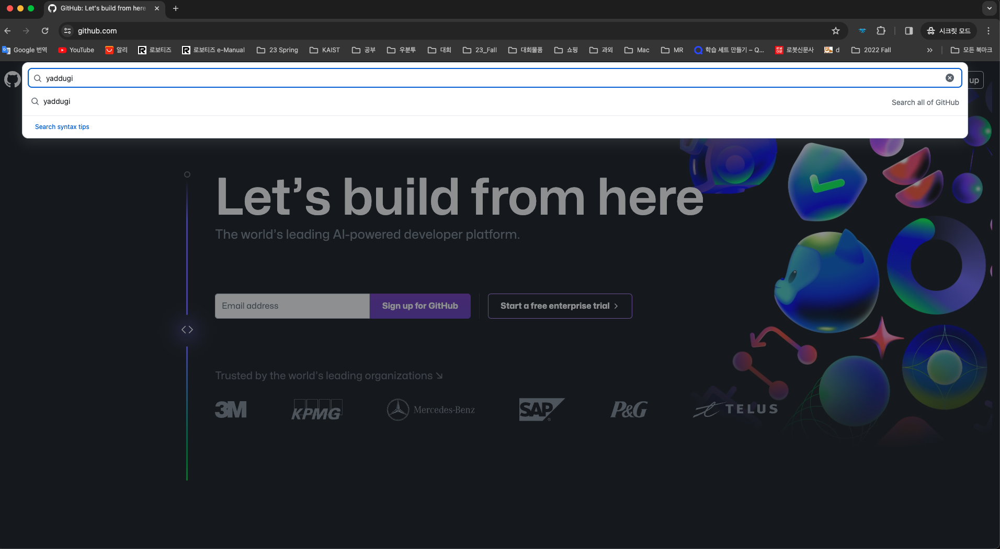 GitHub: Let's build from here
github.com
시크릿 모드
Google 번역
YouTube
알리
로보티즈
로보티즈 e-Manual
23 Spring
KAIST
공부
우분투
대회
23_Fall
대회물품
쇼핑
과외
Mac
MR
학습 세트 만들기 – Q...
로봇신문사
d
2022 Fall
모든 북마크
yaddugi
up
yaddugi
Search all of GitHub
Search syntax tips
Let's build from here
The world's leading AI-powered developer platform.
Email address
Sign up for GitHub
Start a free enterprise trial
Trusted by the world's leading organizations
3M
KPMG
Mercedes-Benz
SAP
P&G
TELUS